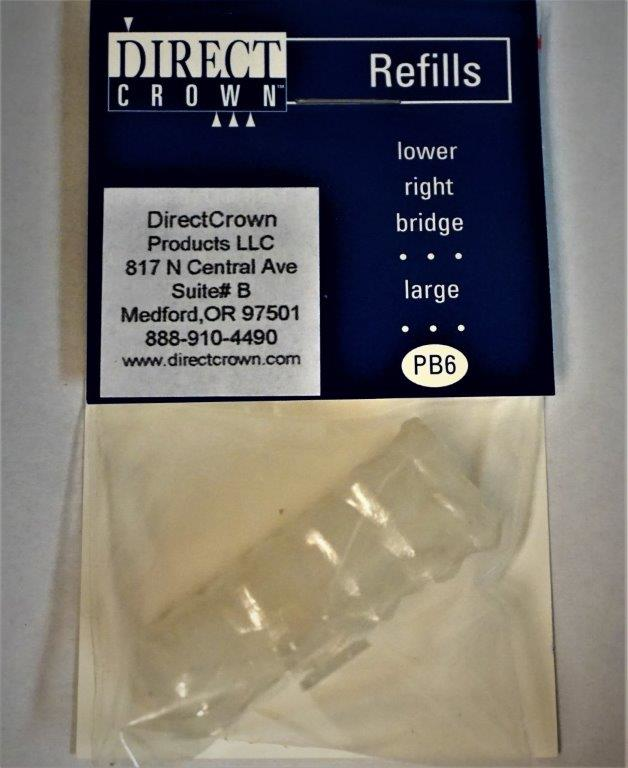 DIRECT
CROWN™
Refills
lower
right
bridge
• • •
large
• • •
PB6
DirectCrown
Products LLC
817 N Central Ave
Suite# B
Medford,OR 97501
888-910-4490
www.directcrown.com